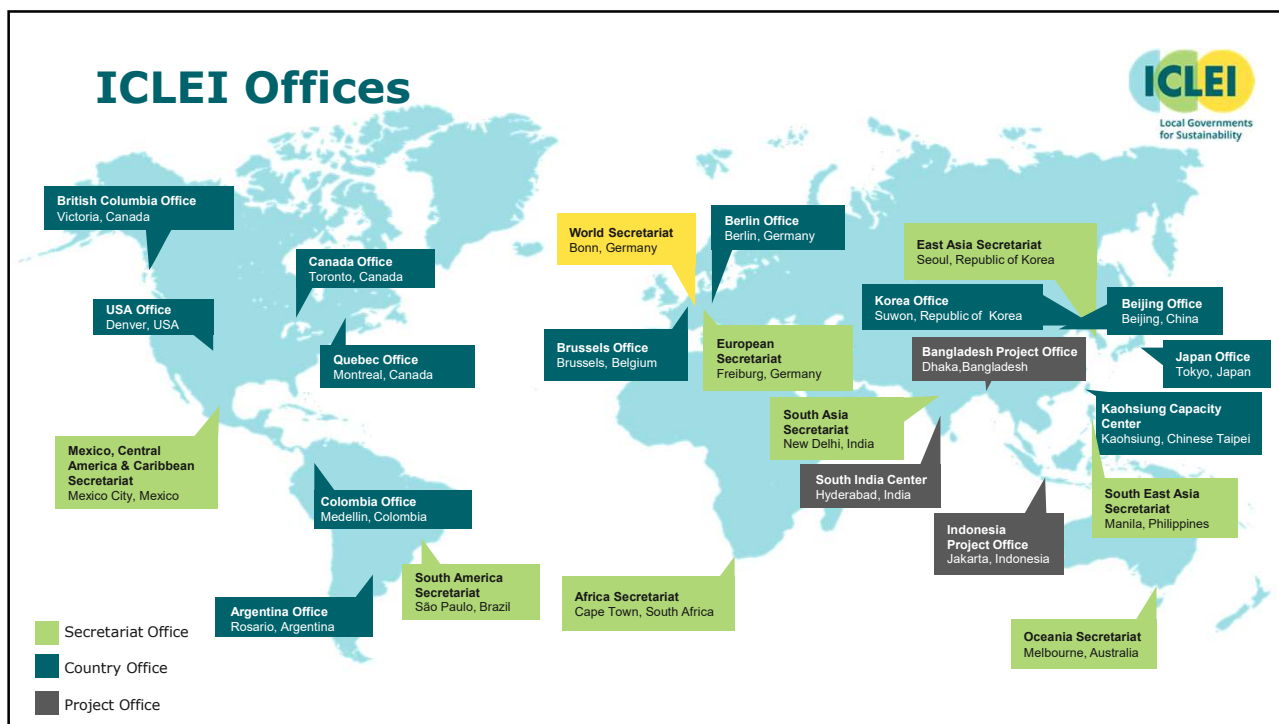 ICLEI Offices
ICLEI
Local Governments
for Sustainability
British Columbia Office
Victoria, Canada
Canada Office
Toronto, Canada
USA Office
Denver, USA
Quebec Office
Montreal, Canada
Mexico, Central
America & Caribbean
Secretariat
Mexico City, Mexico
Colombia Office
Medellin, Colombia
South America
Secretariat
São Paulo, Brazil
Argentina Office
Rosario, Argentina
World Secretariat
Bonn, Germany
Berlin Office
Berlin, Germany
Brussels Office
Brussels, Belgium
European
Secretariat
Freiburg, Germany
Africa Secretariat
Cape Town, South Africa
East Asia Secretariat
Seoul, Republic of Korea
Korea Office
Suwon, Republic of Korea
Beijing Office
Beijing, China
Bangladesh Project Office
Dhaka,Bangladesh
Japan Office
Tokyo, Japan
South Asia
Secretariat
New Delhi, India
Kaohsiung Capacity
Center
Kaohsiung, Chinese Taipei
South India Center
Hyderabad, India
South East Asia
Secretariat
Manila, Philippines
Indonesia
Project Office
Jakarta, Indonesia
Oceania Secretariat
Melbourne, Australia
Secretariat Office
Country Office
Project Office